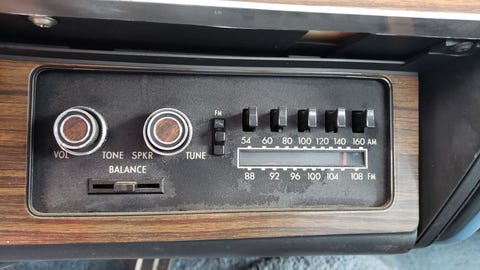 FM
54 60 80 100 120 140 160 AM
VOL TONE SPKR TUNE
BALANCE
88 92 96 100 104 108 FM